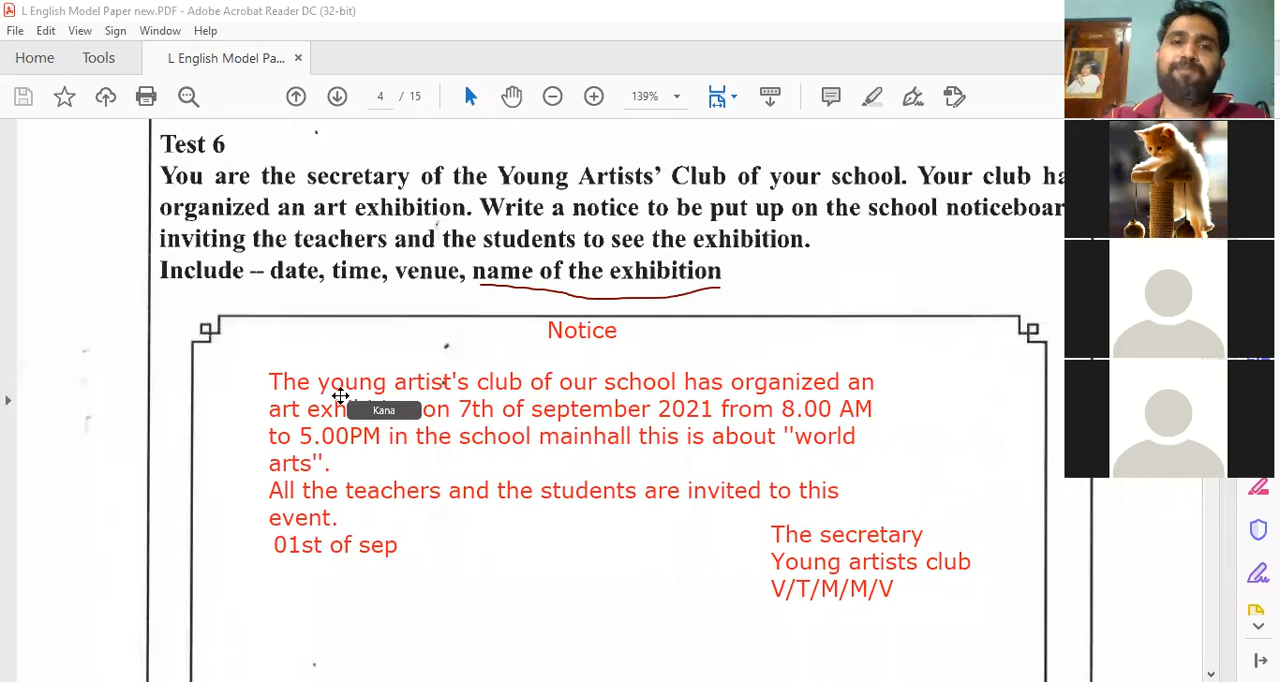 L English Model Paper new.PDF - Adobe Acrobat Reader DC (32-bit)
File Edit View Sign Window Help
Home Tools L English Model Pa... ×
4 / 15 139%
Test 6
You are the secretary of the Young Artists' Club of your school. Your club ha
organized an art exhibition. Write a notice to be put up on the school noticeboar
inviting the teachers and the students to see the exhibition.
Include – date, time, venue, name of the exhibition
Notice
The young artist's club of our school has organized an
art on 7th of september 2021 from 8.00 AM
Kana
to 5.00PM in the school mainhall this is about "world
arts".
All the teachers and the students are invited to this
event.
01st of sep
The secretary
Young artists club
V/T/M/M/V